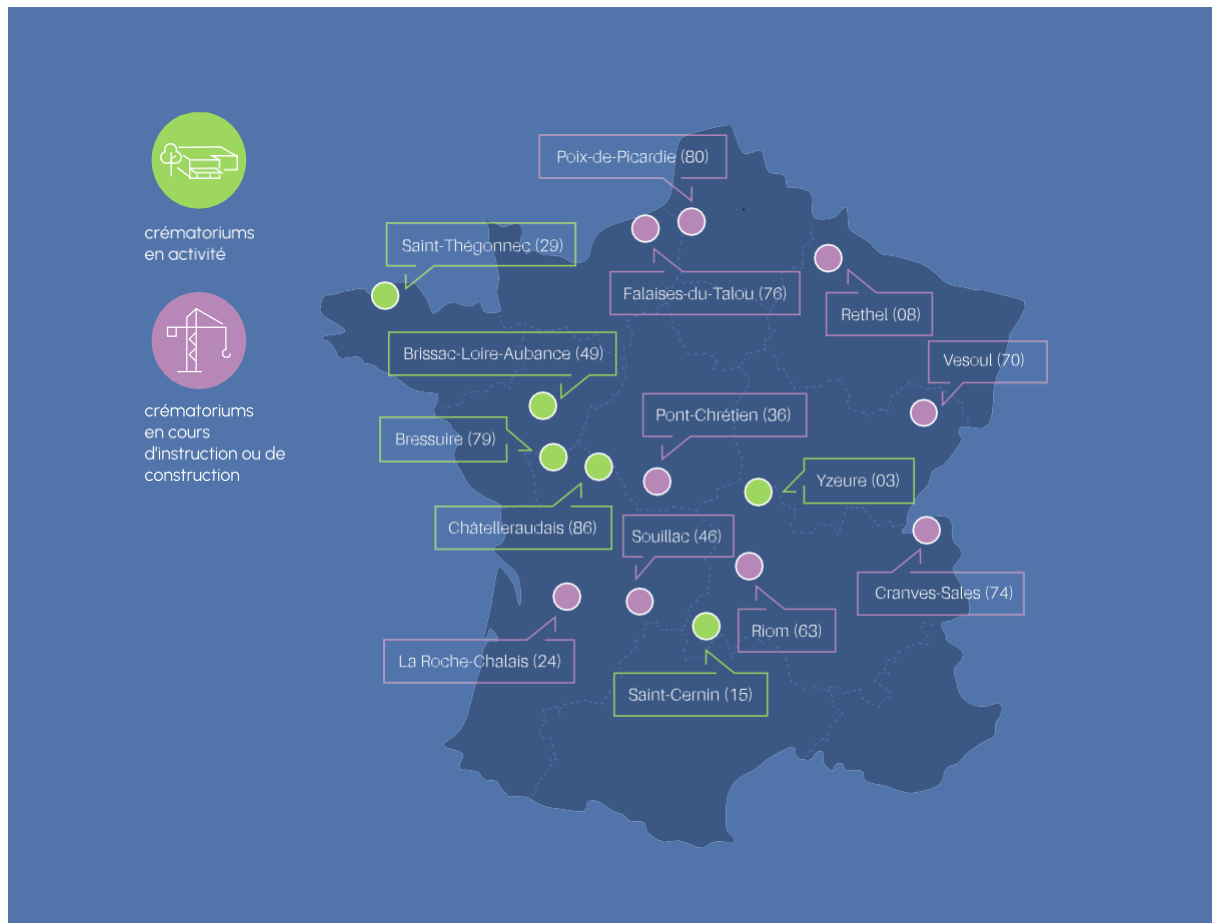 crématoriums
en activité
crématoriums
en cours
d'instruction ou de
construction
Poix-de-Picardie (80)
Saint-Thégonnec (29)
Falaises-du-Talou (76)
Rethel (08)
Brissac-Loire-Aubance (49)
Vesoul (70)
Pont-Chrétien (36)
Bressuire (79)
Yzeure (03)
Châtelleraudais (86)
Souillac (46)
Cranves-Sales (74)
Riom (63)
La Roche-Chalais (24)
Saint-Cernin (15)